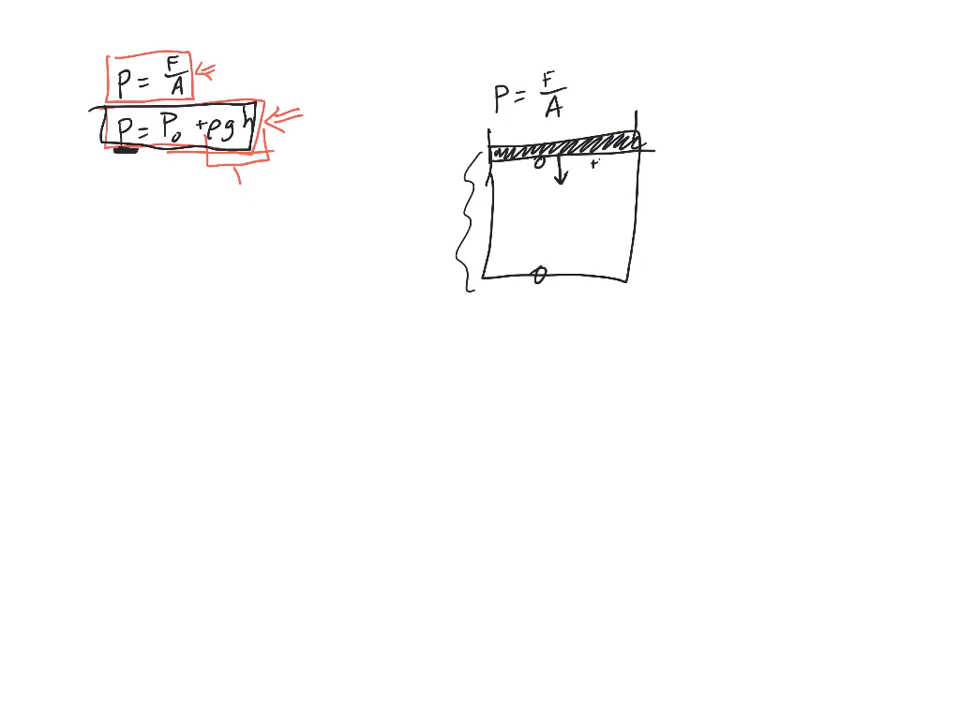 P = F/A
P = P₀ + ρgh
P = F/A